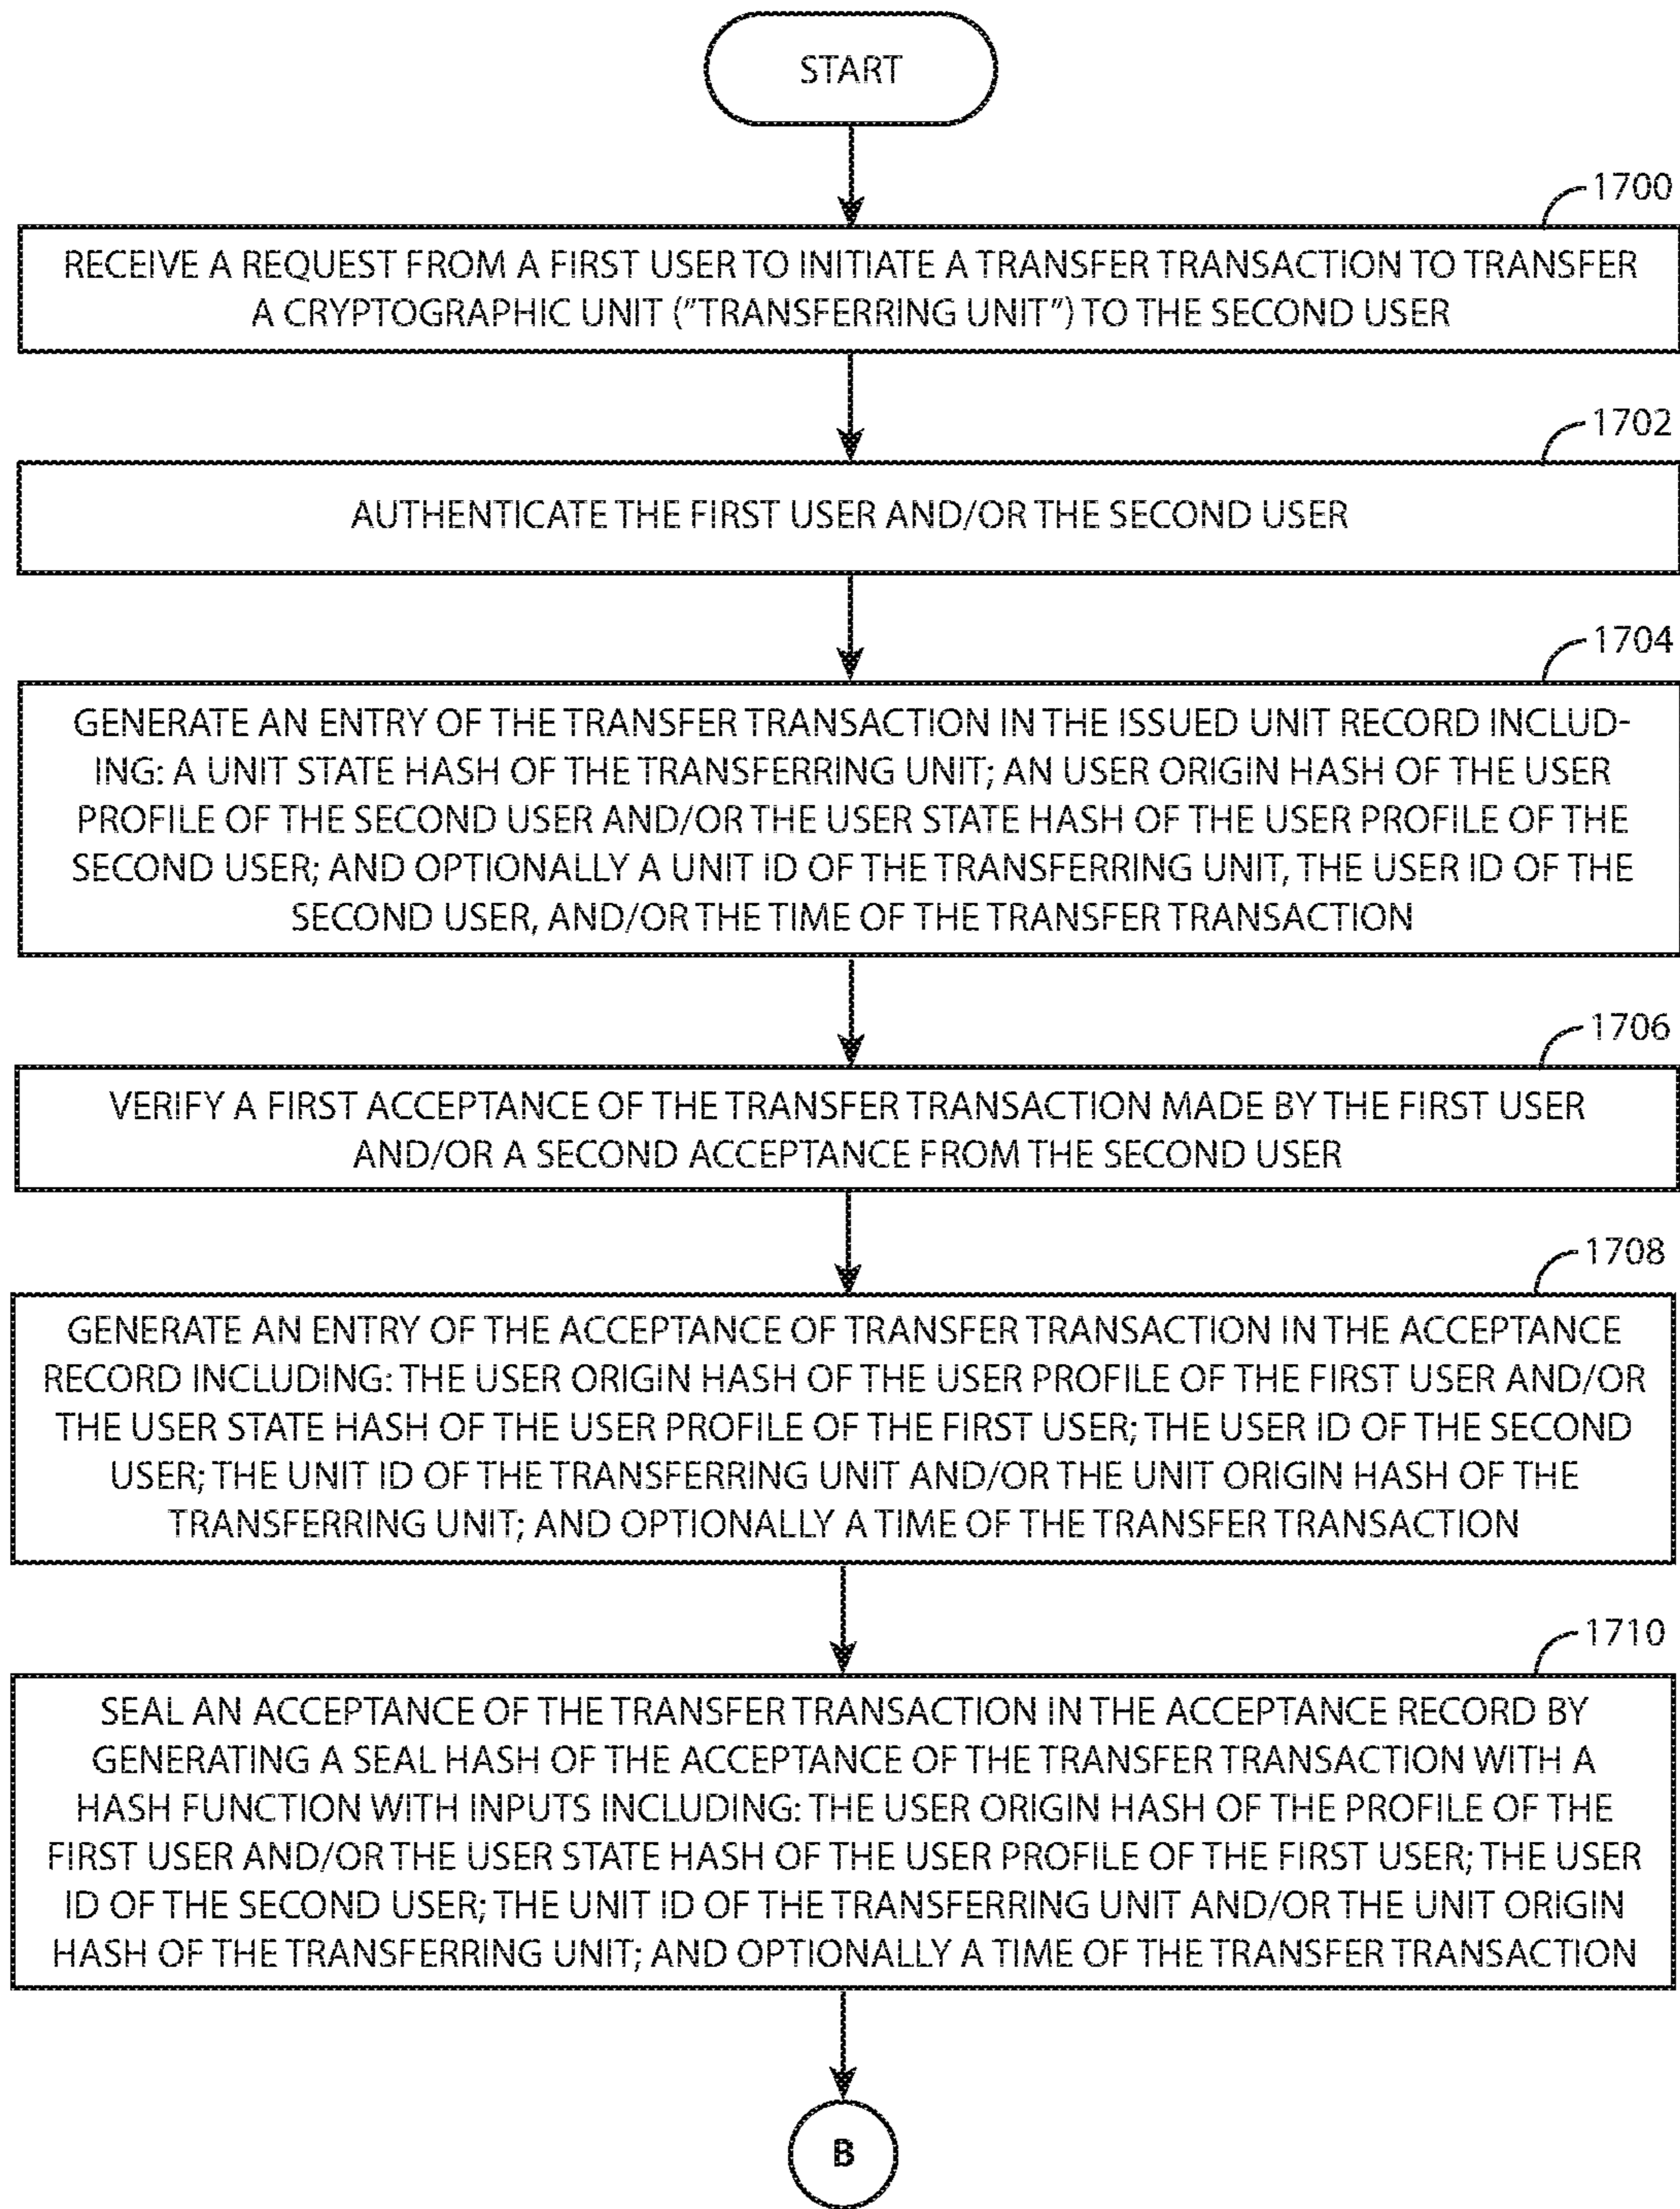 START
1700
RECEIVE A REQUEST FROM A FIRST USER TO INITIATE A TRANSFER TRANSACTION TO TRANSFER
A CRYPTOGRAPHIC UNIT ("TRANSFERRING UNIT") TO THE SECOND USER
1702
AUTHENTICATE THE FIRST USER AND/OR THE SECOND USER
1704
GENERATE AN ENTRY OF THE TRANSFER TRANSACTION IN THE ISSUED UNIT RECORD INCLUD-
ING: A UNIT STATE HASH OF THE TRANSFERRING UNIT; AN USER ORIGIN HASH OF THE USER
PROFILE OF THE SECOND USER AND/OR THE USER STATE HASH OF THE USER PROFILE OF THE
SECOND USER; AND OPTIONALLY A UNIT ID OF THE TRANSFERRING UNIT, THE USER ID OF THE
SECOND USER, AND/OR THE TIME OF THE TRANSFER TRANSACTION
1706
VERIFY A FIRST ACCEPTANCE OF THE TRANSFER TRANSACTION MADE BY THE FIRST USER
AND/OR A SECOND ACCEPTANCE FROM THE SECOND USER
1708
GENERATE AN ENTRY OF THE ACCEPTANCE OF TRANSFER TRANSACTION IN THE ACCEPTANCE
RECORD INCLUDING: THE USER ORIGIN HASH OF THE USER PROFILE OF THE FIRST USER AND/OR
THE USER STATE HASH OF THE USER PROFILE OF THE FIRST USER; THE USER ID OF THE SECOND
USER; THE UNIT ID OF THE TRANSFERRING UNIT AND/OR THE UNIT ORIGIN HASH OF THE
TRANSFERRING UNIT; AND OPTIONALLY A TIME OF THE TRANSFER TRANSACTION
1710
SEAL AN ACCEPTANCE OF THE TRANSFER TRANSACTION IN THE ACCEPTANCE RECORD BY
GENERATING A SEAL HASH OF THE ACCEPTANCE OF THE TRANSFER TRANSACTION WITH A
HASH FUNCTION WITH INPUTS INCLUDING: THE USER ORIGIN HASH OF THE PROFILE OF THE
FIRST USER AND/OR THE USER STATE HASH OF THE USER PROFILE OF THE FIRST USER; THE USER
ID OF THE SECOND USER; THE UNIT ID OF THE TRANSFERRING UNIT AND/OR THE UNIT ORIGIN
HASH OF THE TRANSFERRING UNIT; AND OPTIONALLY A TIME OF THE TRANSFER TRANSACTION
B